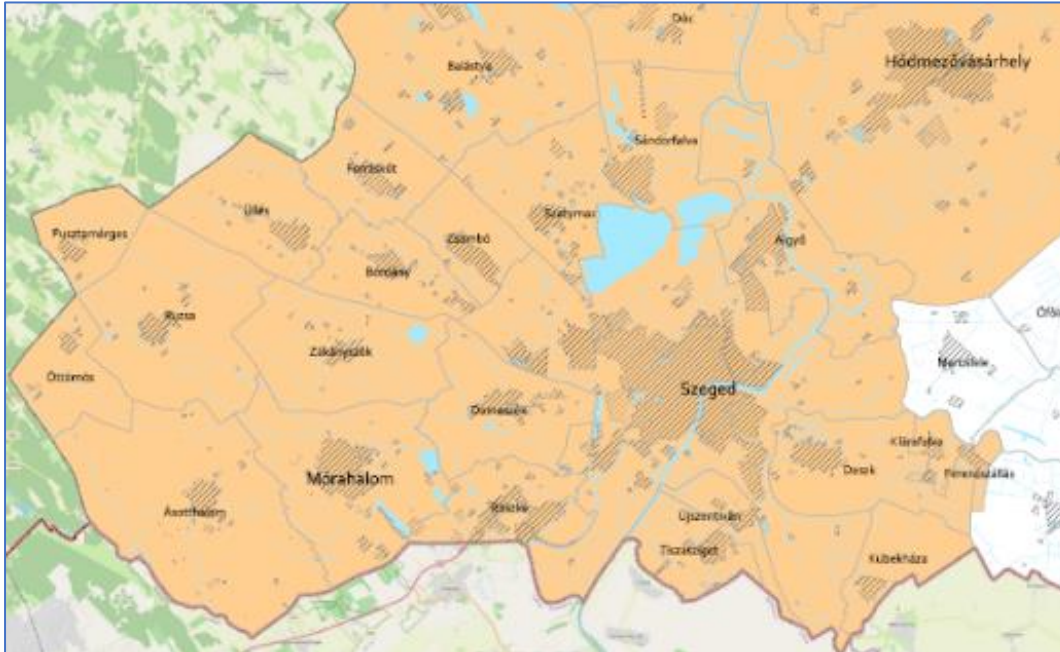 Dóc
Balástya
Hódmezővásárhely
Sándorfalva
Forráskút
Üllés
Szatymaz
Pusztamérges
Zsombó
Algyő
Bordány
Ruzsa
Zákányszék
Maroslele
Öttömös
Szeged
Domaszék
Klárafalva
Mórahalom
Deszk
Ferencszállás
Ásotthalom
Röszke
Újszentiván
Tiszasziget
Kübekháza